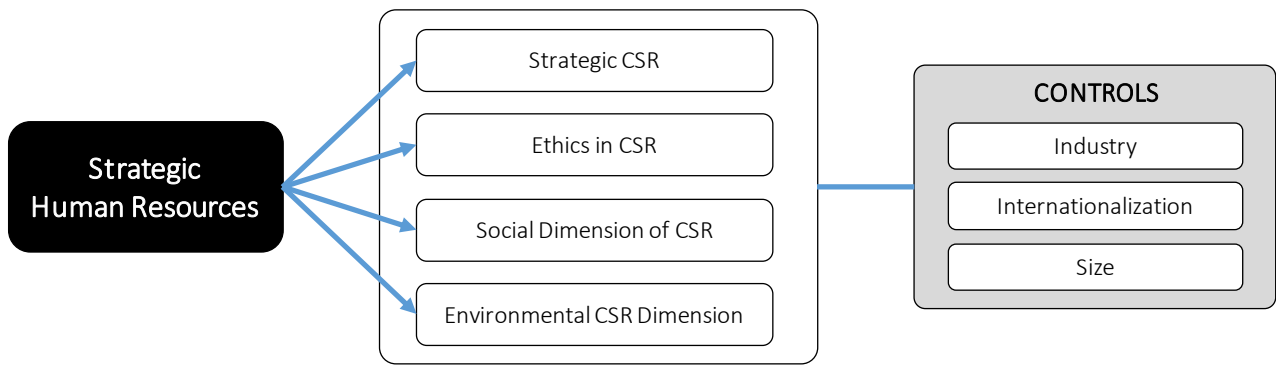 Strategic
Human Resources
Strategic CSR
Ethics in CSR
Social Dimension of CSR
Environmental CSR Dimension
CONTROLS
Industry
Internationalization
Size